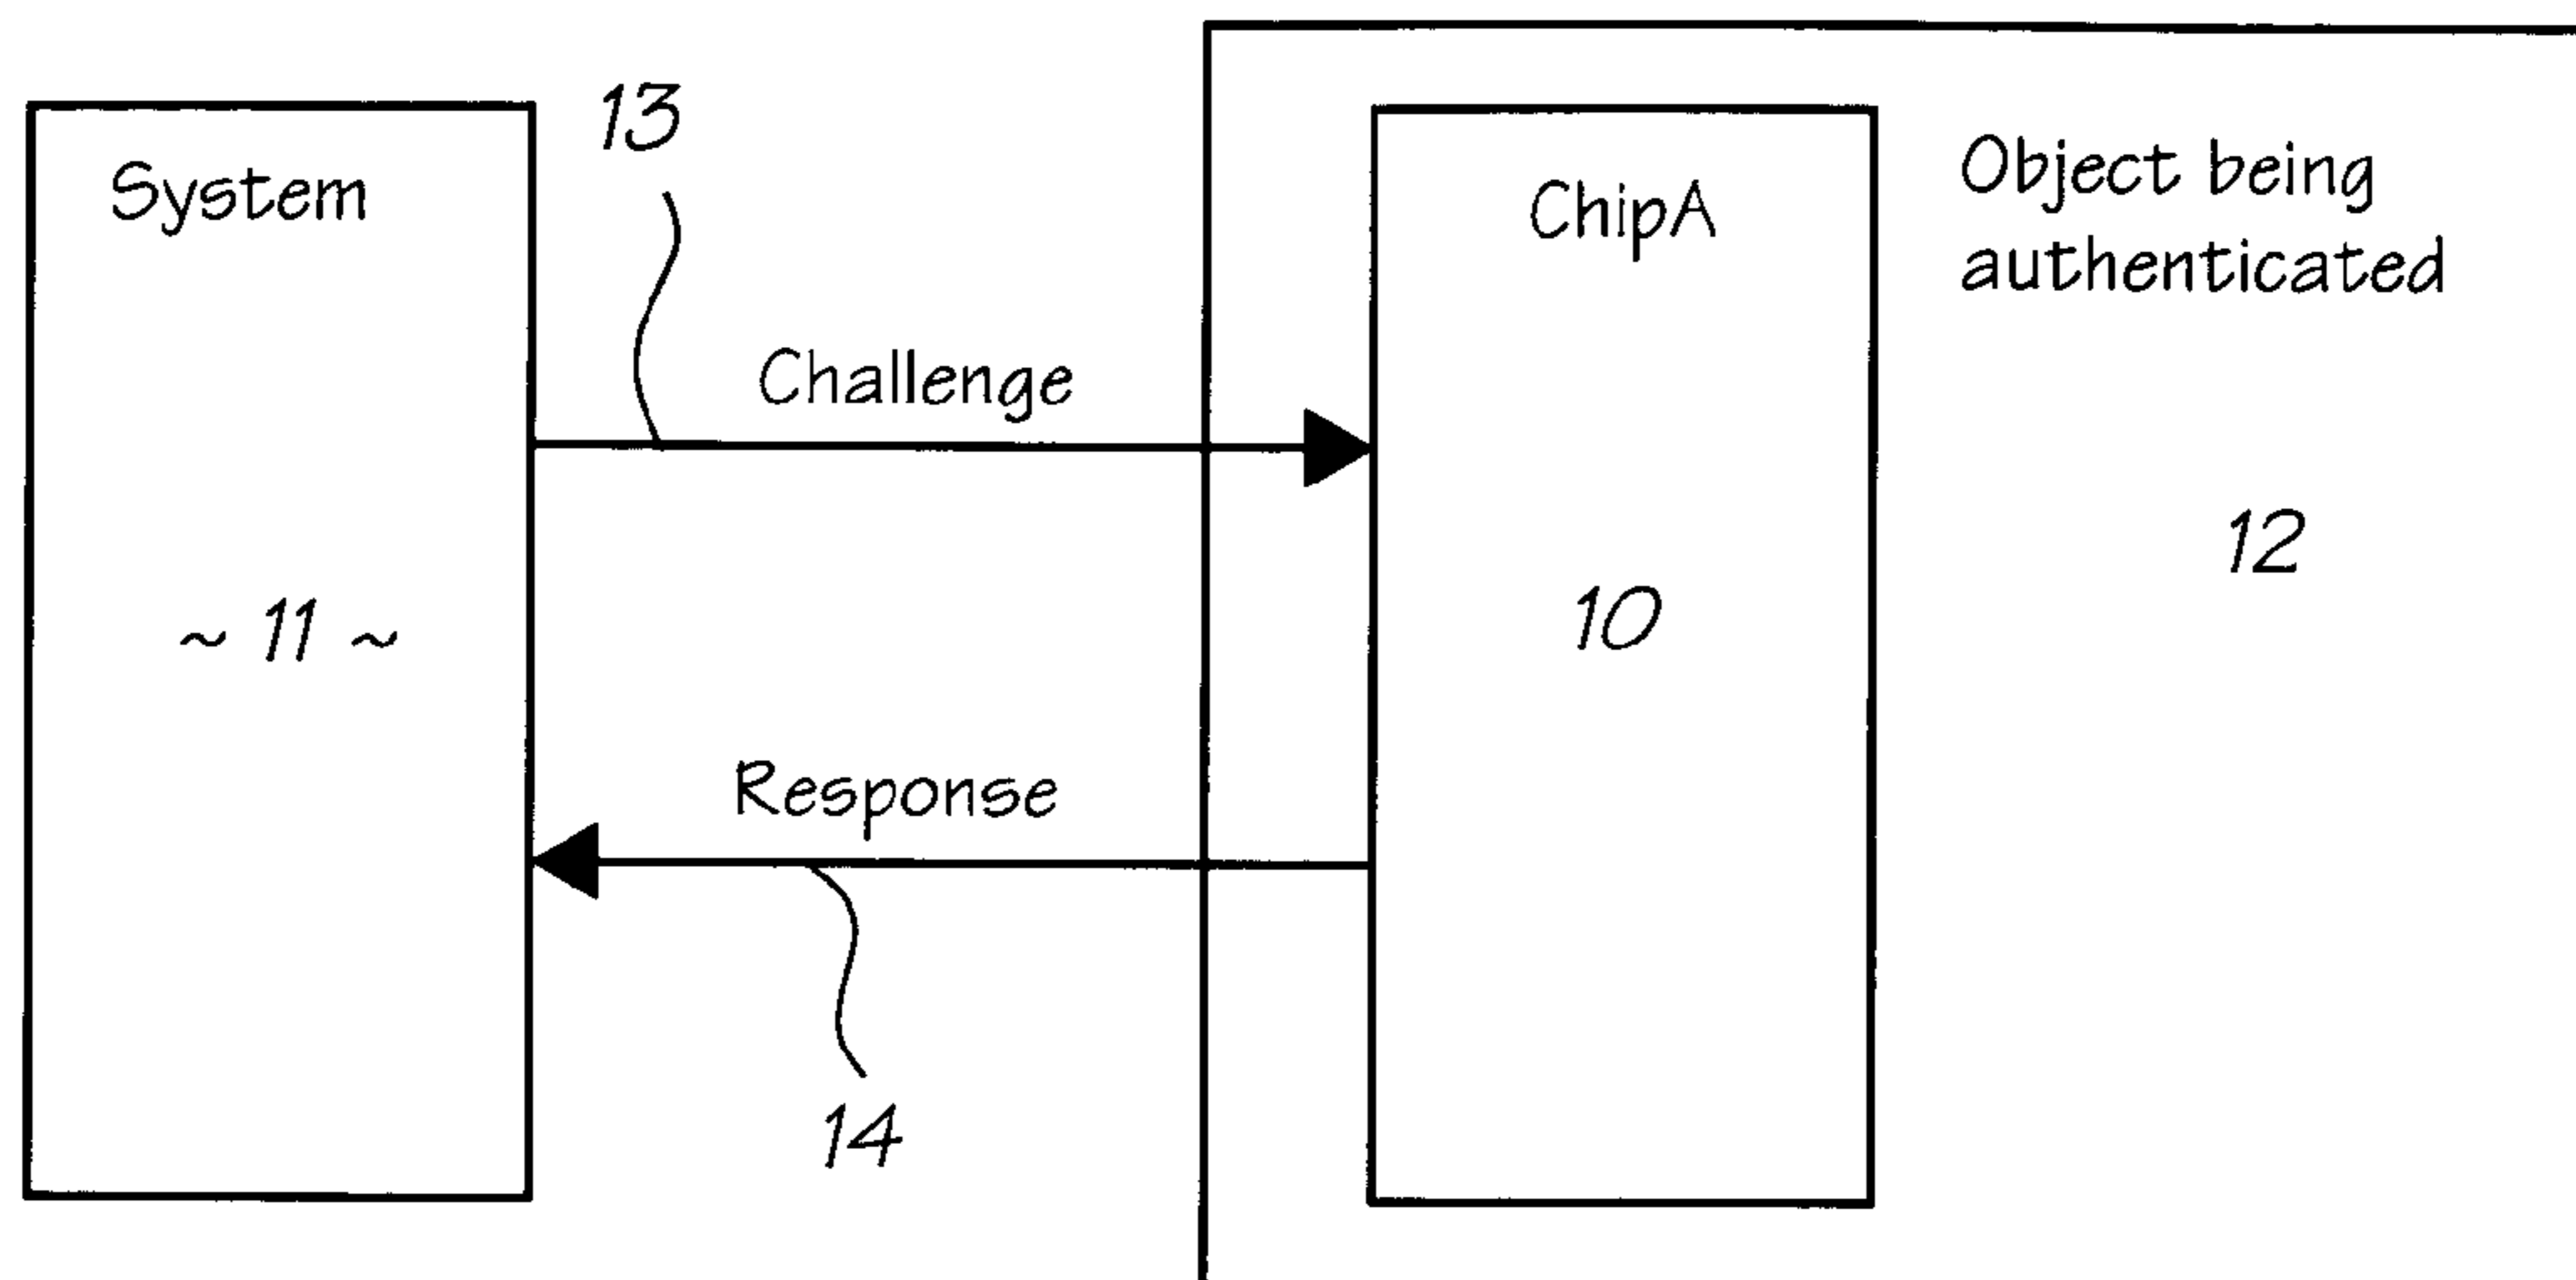 13
System
ChipA
Object being
authenticated
Challenge
12
~ 11 ~
10
Response
14